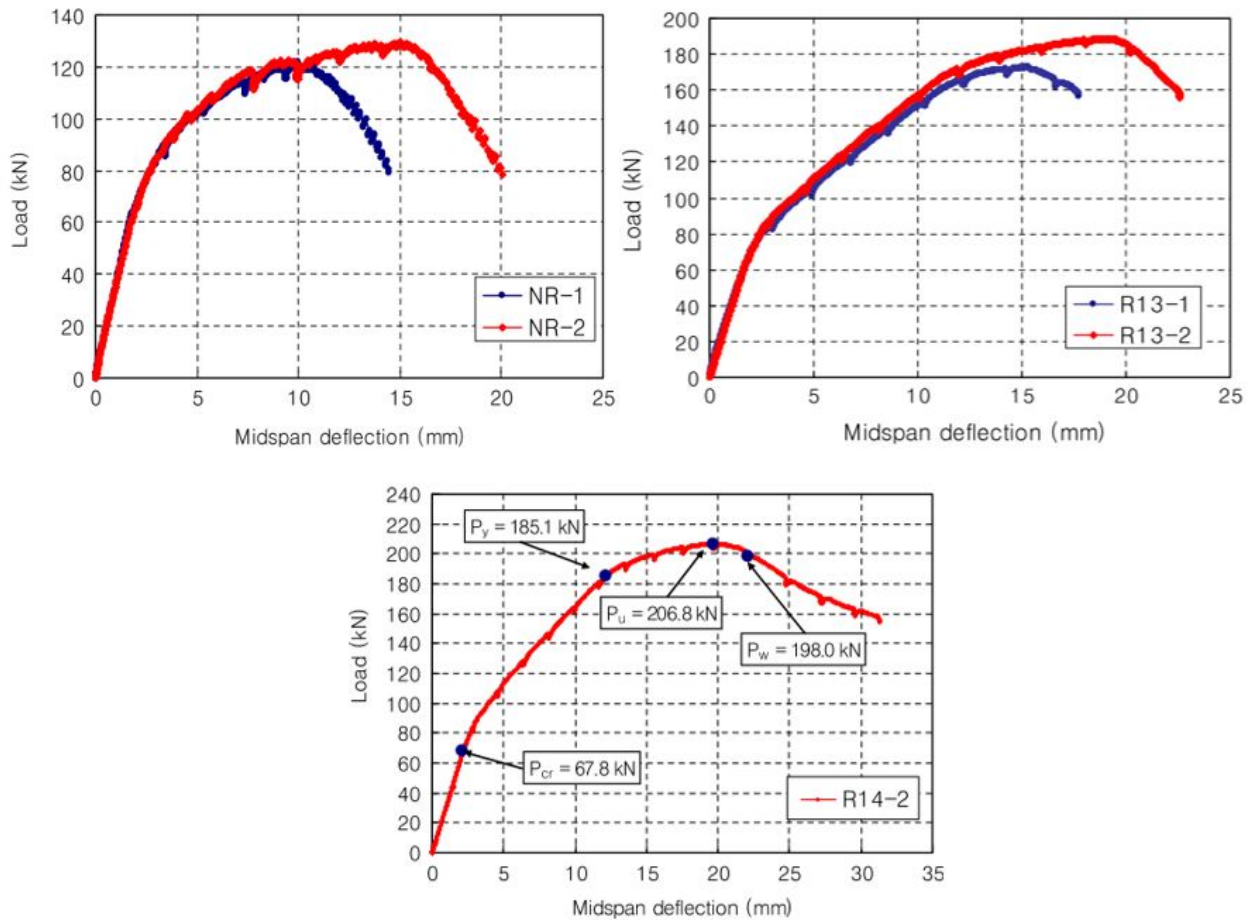 140
120
100
80
60
40
20
0
Load (kN)
0 5 10 15 20 25
Midspan deflection (mm)
NR-1
NR-2
200
180
160
140
120
100
80
60
40
20
0
Load (kN)
0 5 10 15 20 25
Midspan deflection (mm)
R13-1
R13-2
240
220
200
180
160
140
120
100
80
60
40
20
0
Load (kN)
Py = 185.1 kN
Pu = 206.8 kN
Pw = 198.0 kN
Pcr = 67.8 kN
R14-2
0 5 10 15 20 25 30 35
Midspan deflection (mm)